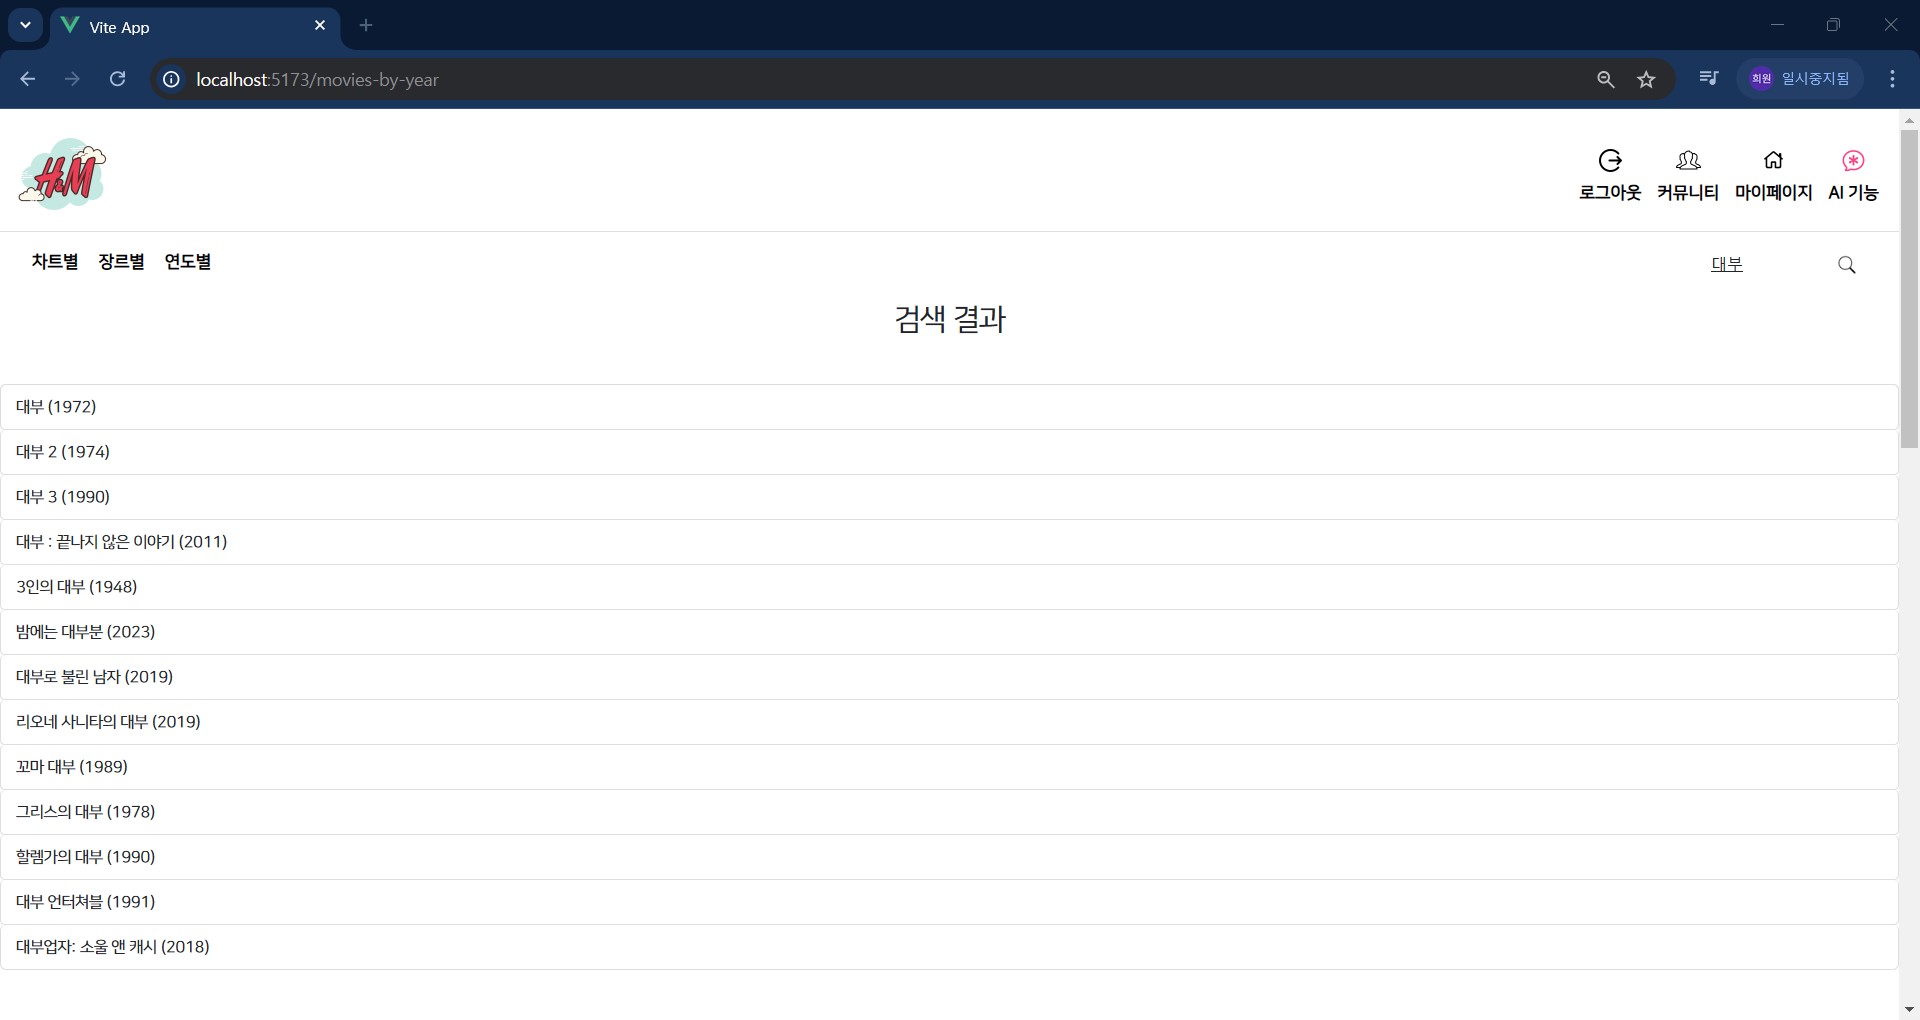 Vite App
localhost:5173/movies-by-year
희원 일시중지됨
H&M
로그아웃 커뮤니티 마이페이지 AI 기능
차트별 장르별 연도별 대부
검색 결과
대부 (1972)
대부 2 (1974)
대부 3 (1990)
대부 : 끝나지 않은 이야기 (2011)
3인의 대부 (1948)
밤에는 대부분 (2023)
대부로 불린 남자 (2019)
리오네 사니타의 대부 (2019)
꼬마 대부 (1989)
그리스의 대부 (1978)
할렘가의 대부 (1990)
대부 언터쳐블 (1991)
대부업자: 소울 앤 캐시 (2018)